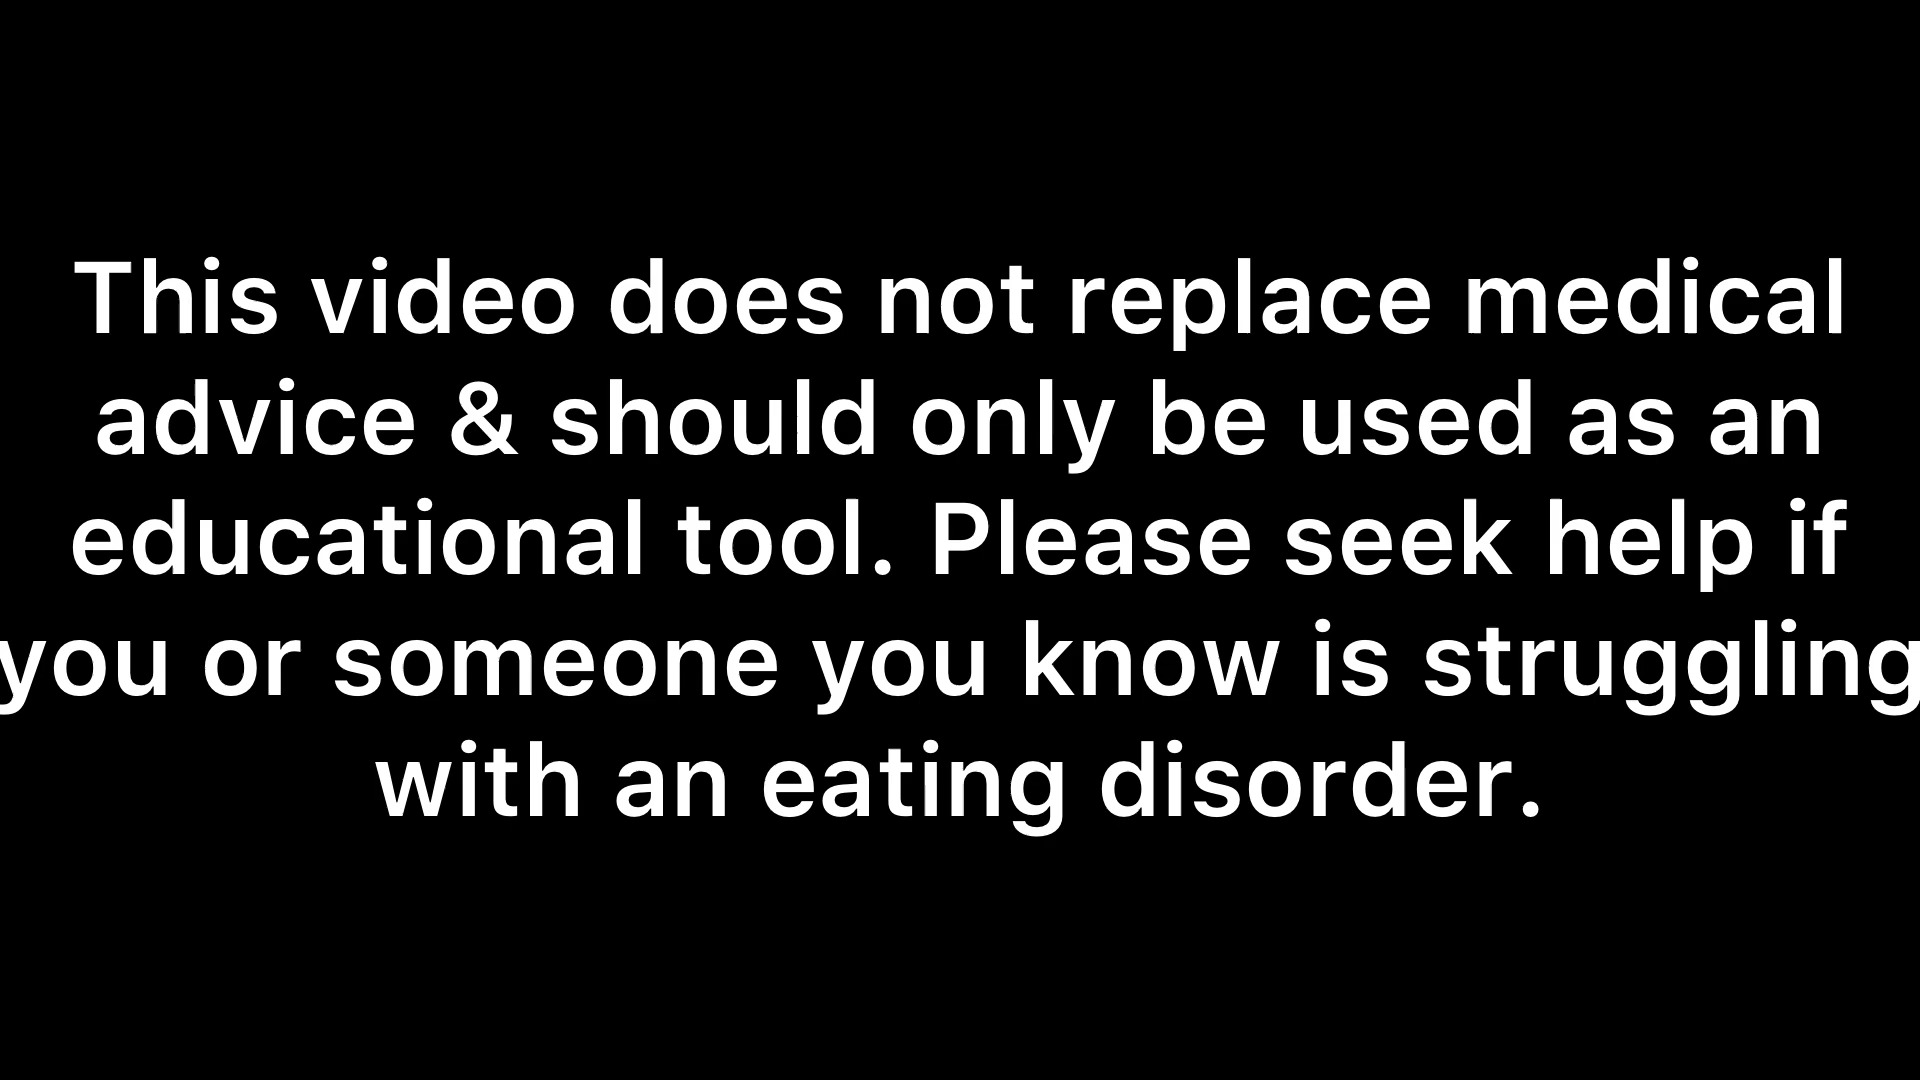 This video does not replace medical
advice & should only be used as an
educational tool. Please seek help if
you or someone you know is struggling
with an eating disorder.